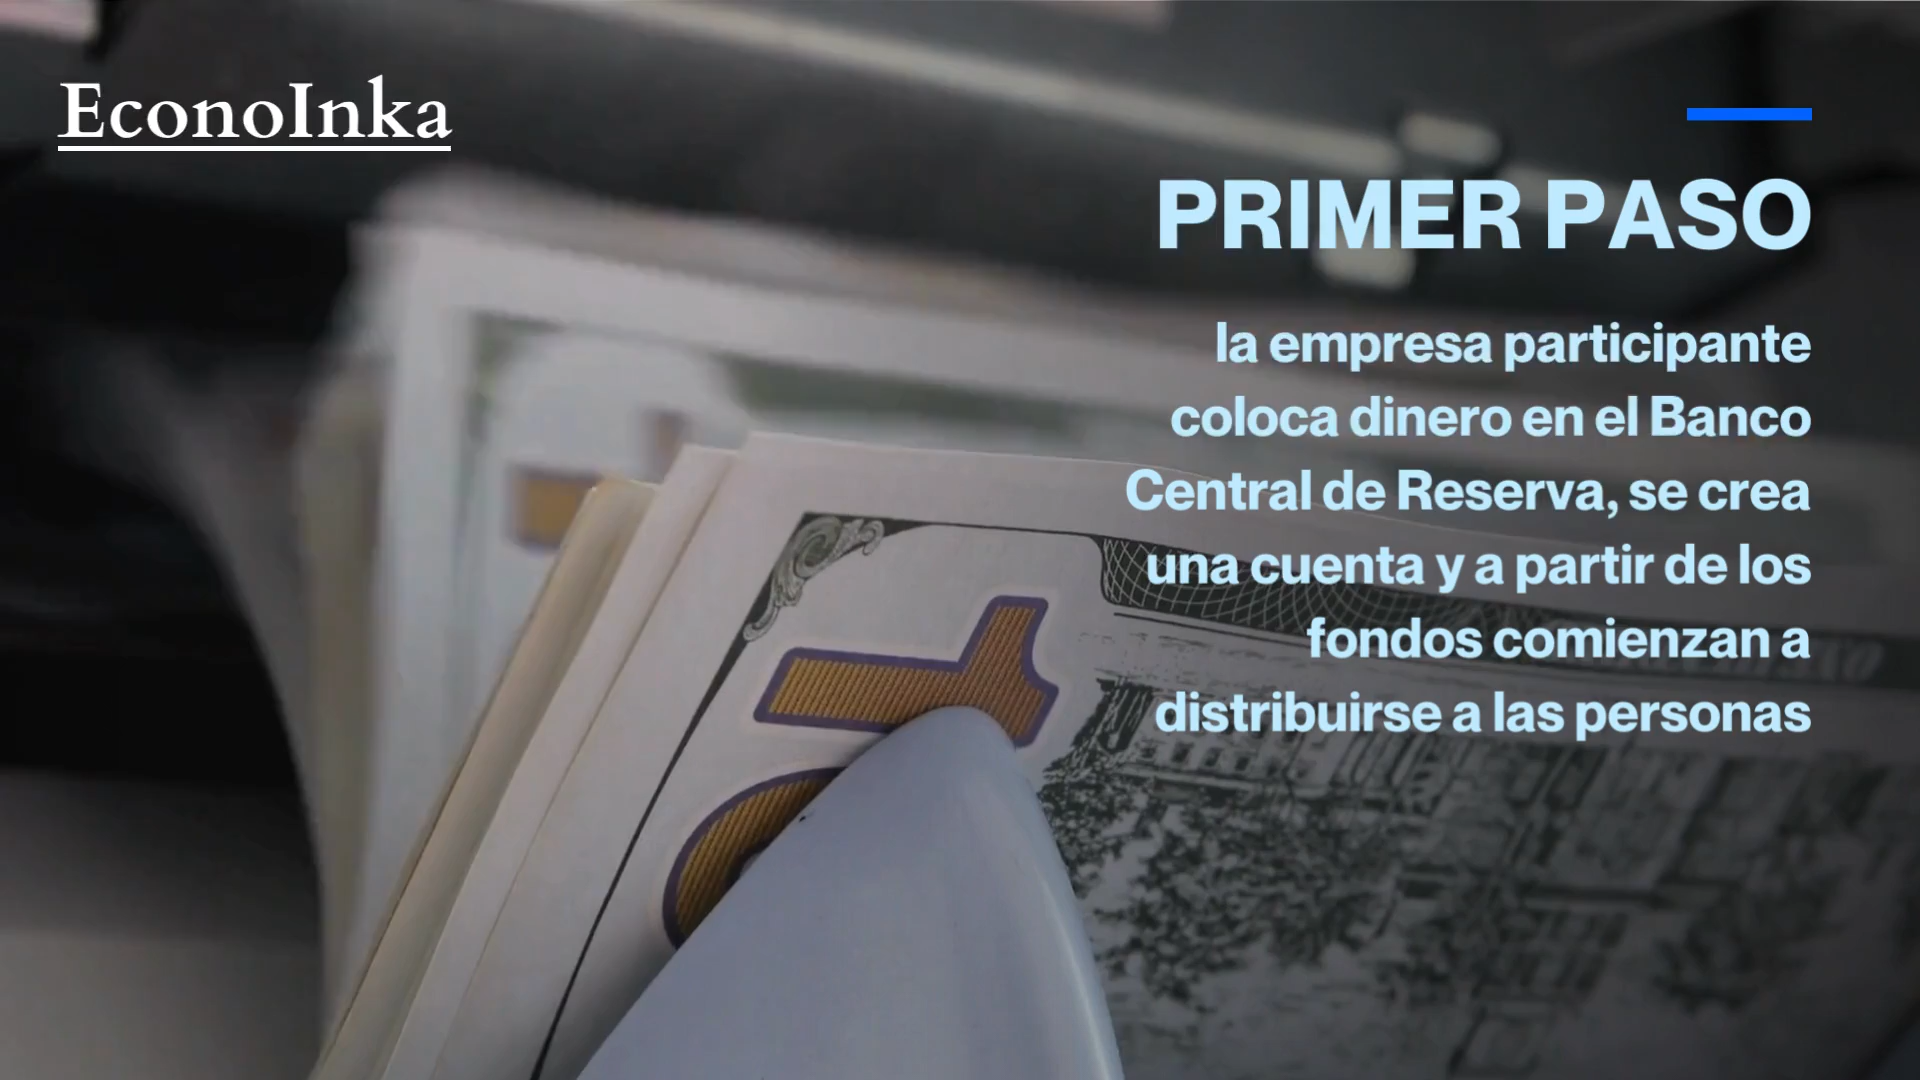 EconoInka
PRIMER PASO
la empresa participante
coloca dinero en el Banco
Central de Reserva, se crea
una cuenta y a partir de los
fondos comienzan a
distribuirse a las personas